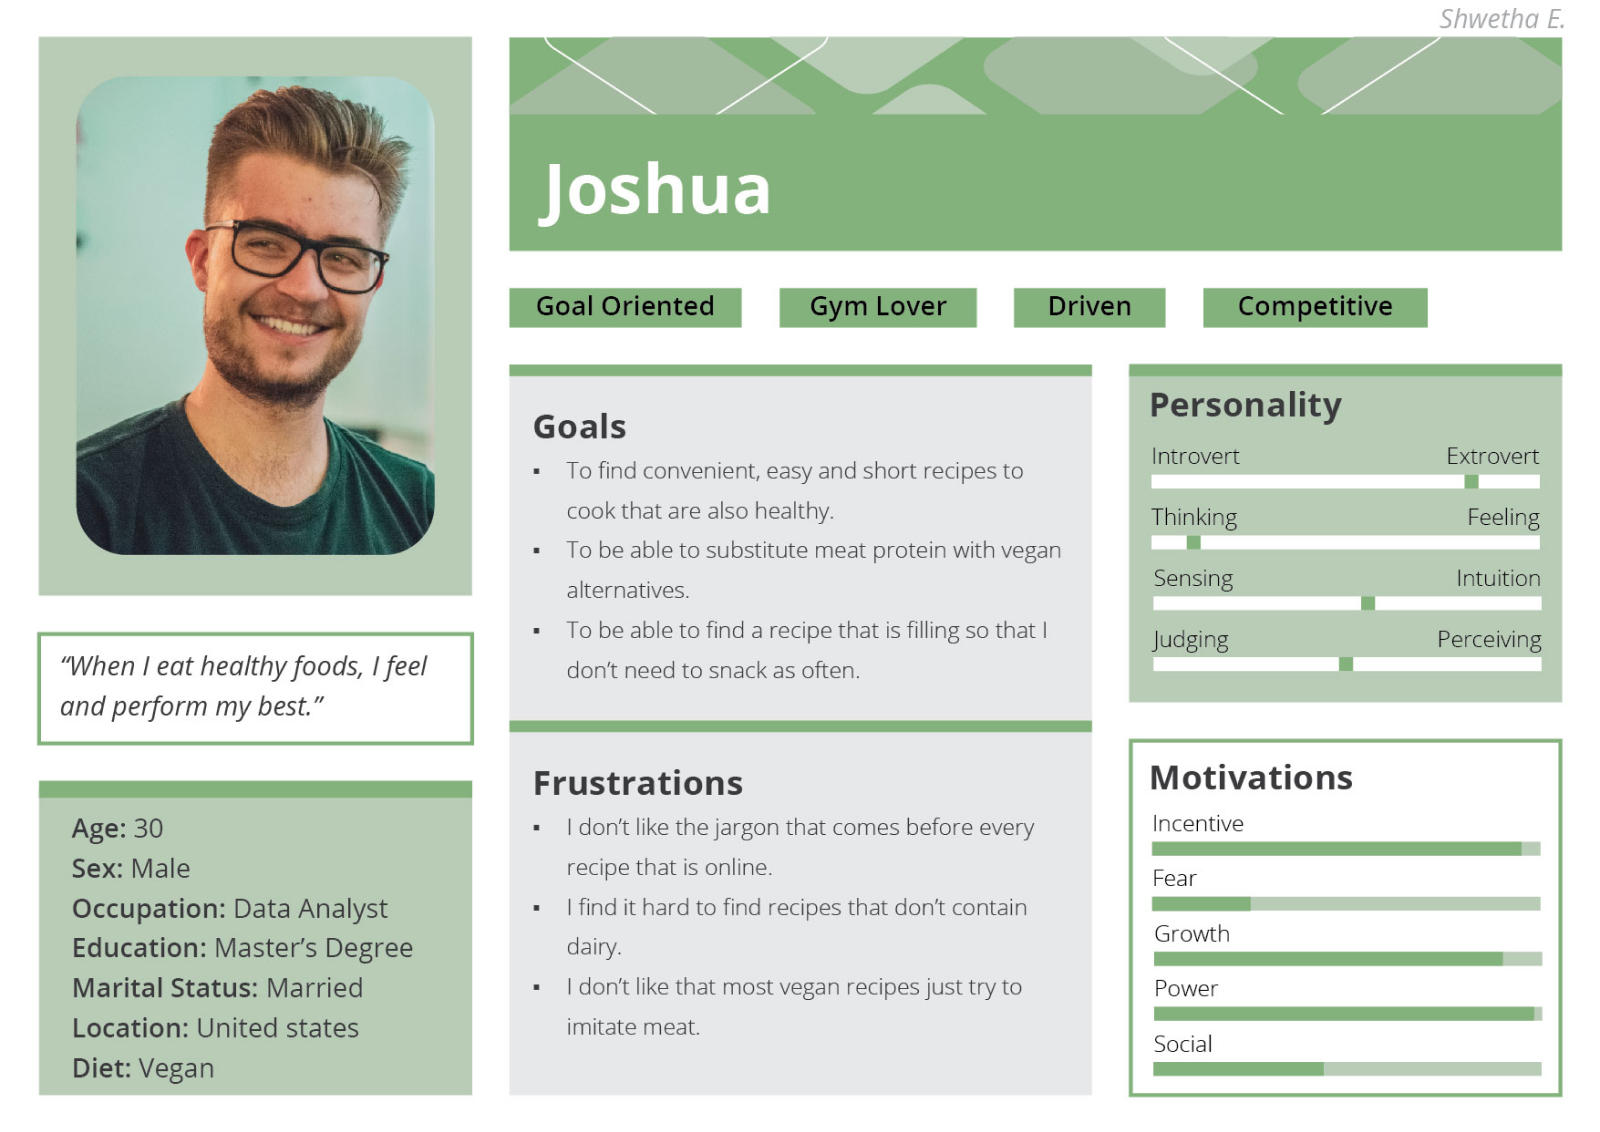 Shwetha E.
Joshua
Goal Oriented
Gym Lover
Driven
Competitive
“When I eat healthy foods, I feel
and perform my best.”
Age: 30
Sex: Male
Occupation: Data Analyst
Education: Master’s Degree
Marital Status: Married
Location: United states
Diet: Vegan
Goals
▪ To find convenient, easy and short recipes to
cook that are also healthy.
▪ To be able to substitute meat protein with vegan
alternatives.
▪ To be able to find a recipe that is filling so that I
don’t need to snack as often.
Frustrations
▪ I don’t like the jargon that comes before every
recipe that is online.
▪ I find it hard to find recipes that don’t contain
dairy.
▪ I don’t like that most vegan recipes just try to
imitate meat.
Personality
Introvert Extrovert
Thinking Feeling
Sensing Intuition
Judging Perceiving
Motivations
Incentive
Fear
Growth
Power
Social